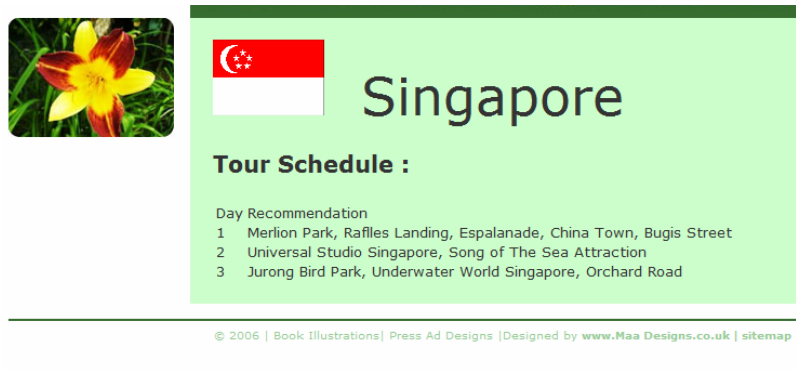 Singapore
Tour Schedule :
Day Recommendation
1 Merlion Park, Raflles Landing, Espalanade, China Town, Bugis Street
2 Universal Studio Singapore, Song of The Sea Attraction
3 Jurong Bird Park, Underwater World Singapore, Orchard Road
© 2006 | Book Illustrations| Press Ad Designs |Designed by www.Maa Designs.co.uk | sitemap